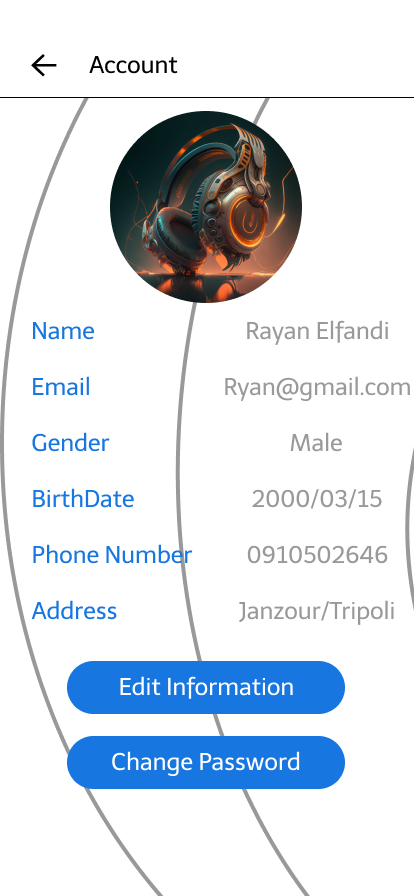 Account
Name Rayan Elfandi
Email Ryan@gmail.com
Gender Male
BirthDate 2000/03/15
Phone Number 0910502646
Address Janzour/Tripoli
Edit Information
Change Password